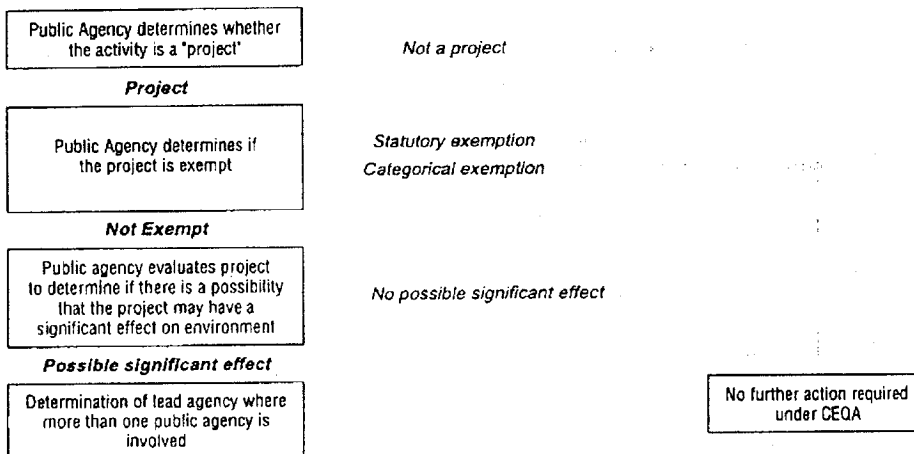 Public Agency determines whether
the activity is a "project"
Not a project
Project
Public Agency determines if
the project is exempt
Statutory exemption
Categorical exemption
Not Exempt
Public agency evaluates project
to determine if there is a possibility
that the project may have a
significant effect on environment
No possible significant effect
Possible significant effect
Determination of lead agency where
more than one public agency is
involved
No further action required
under CEQA